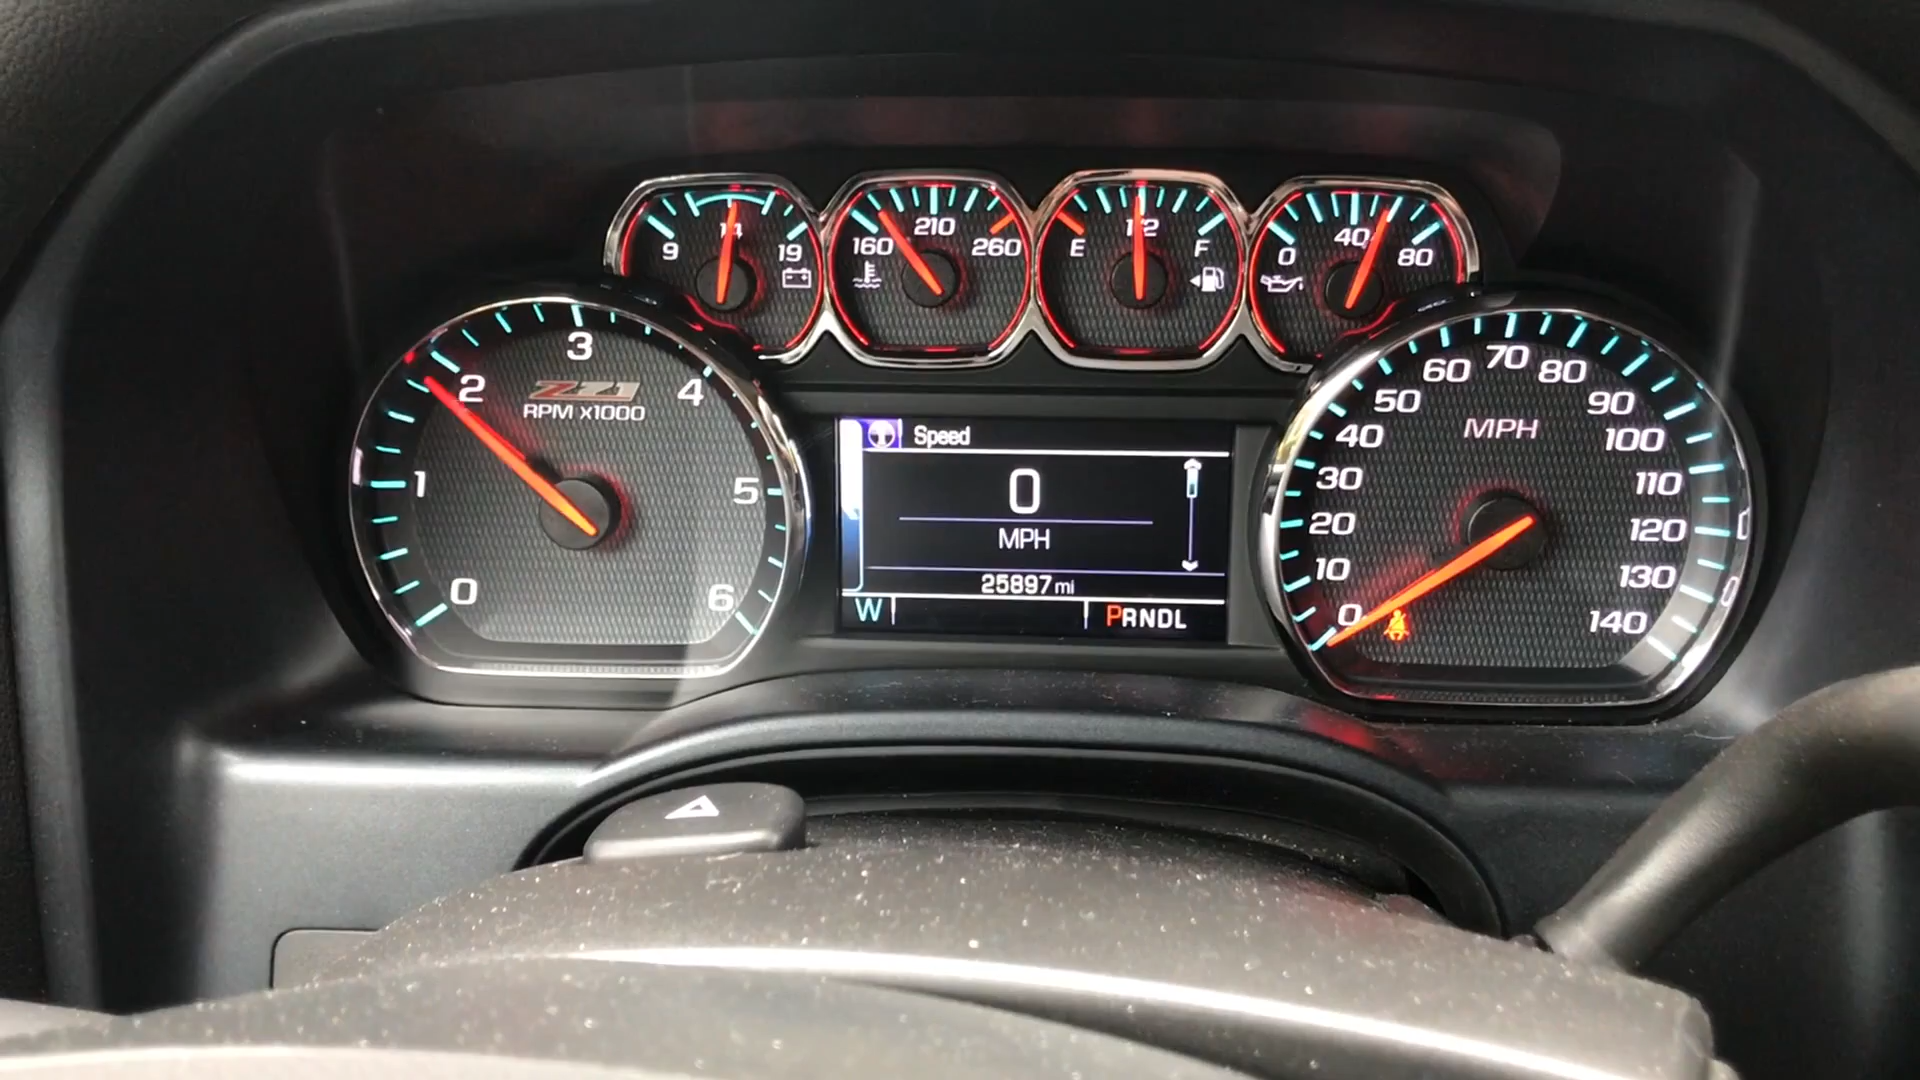 9 14 19
160 210 260
E 1/2 F
0 40 80
0 1 2 3 4 5 6
Z71
RPM x1000
Speed
0
MPH
25897 mi
W
PRNDL
0 10 20 30 40 50 60 70 80 90 100 110 120 130 140
MPH